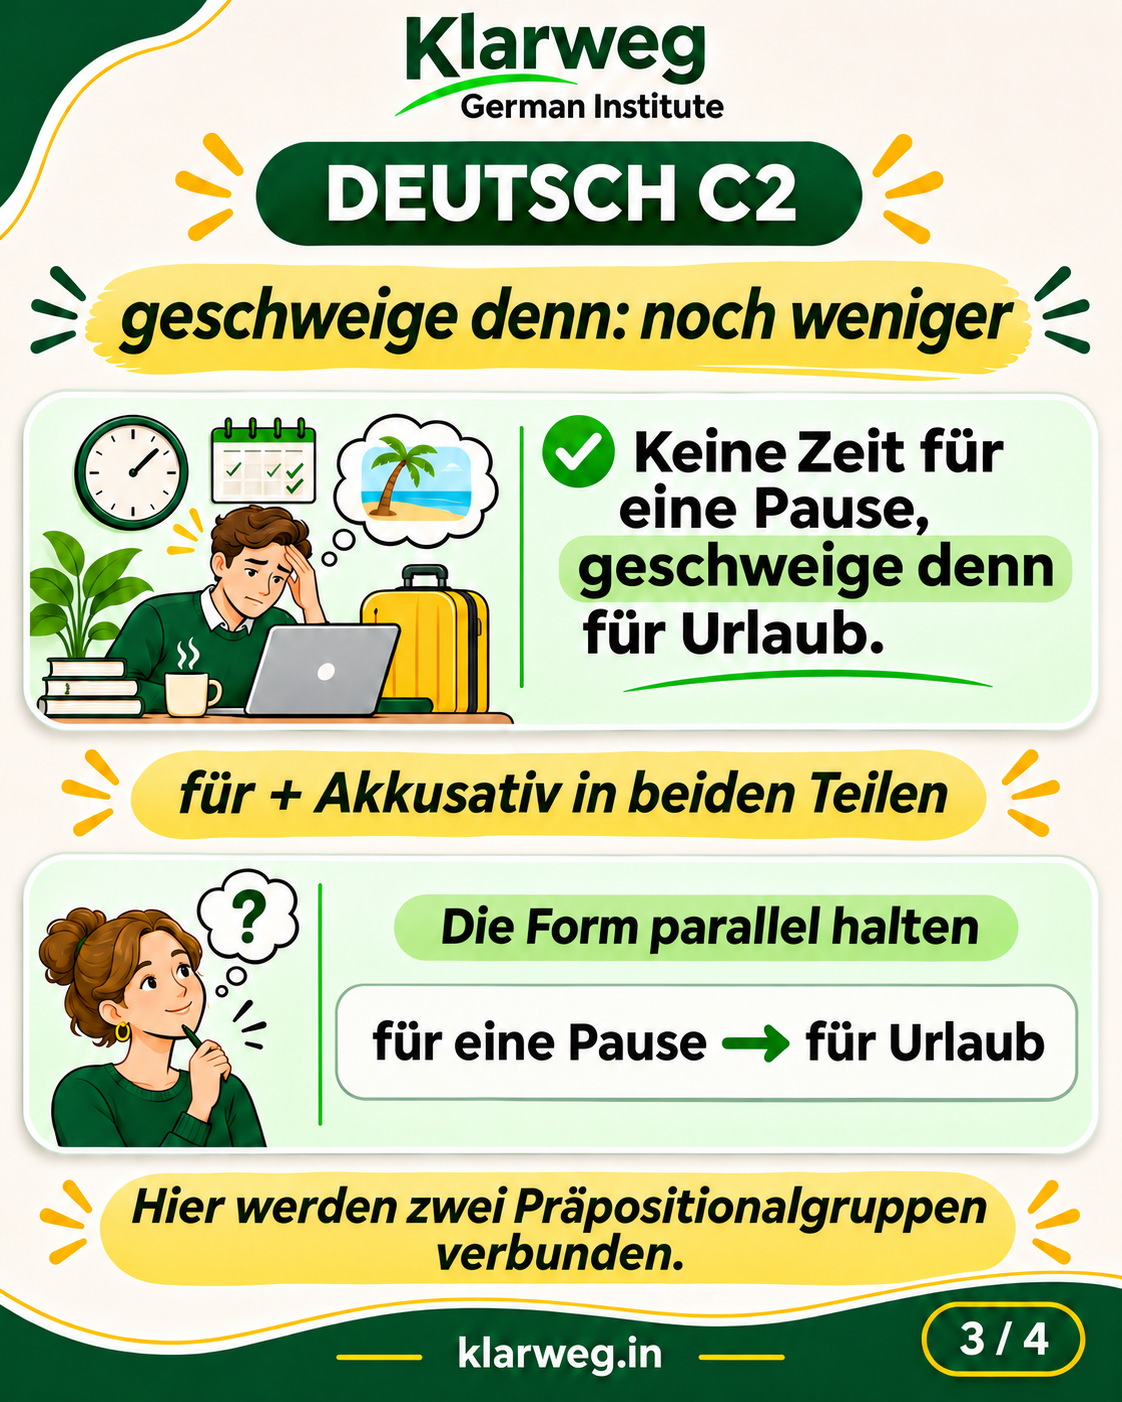 Klarweg
German Institute
DEUTSCH C2
geschweige denn: noch weniger
Keine Zeit für
eine Pause,
geschweige denn
für Urlaub.
für + Akkusativ in beiden Teilen
?
Die Form parallel halten
für eine Pause → für Urlaub
Hier werden zwei Präpositionalgruppen
verbunden.
klarweg.in
3 / 4